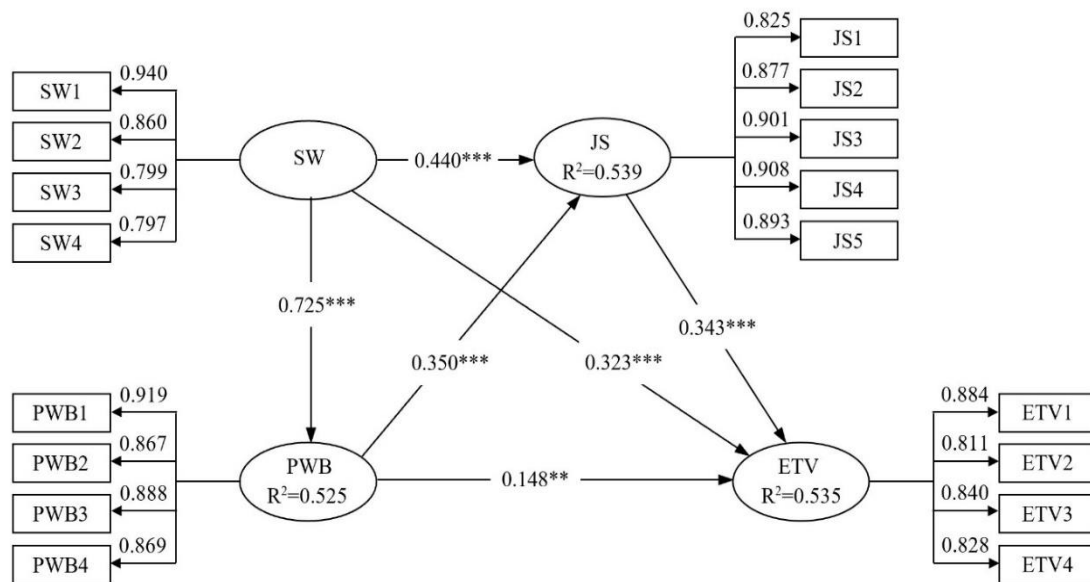 0.825
JS1
0.877
JS2
0.901
JS3
0.908
JS4
0.893
JS5
0.940
SW1
0.860
SW2
0.799
SW3
0.797
SW4
SW
0.440***
JS
R²=0.539
0.725***
0.350***
0.323***
0.343***
0.919
PWB1
0.867
PWB2
0.888
PWB3
0.869
PWB4
PWB
R²=0.525
0.148**
ETV
R²=0.535
0.884
ETV1
0.811
ETV2
0.840
ETV3
0.828
ETV4